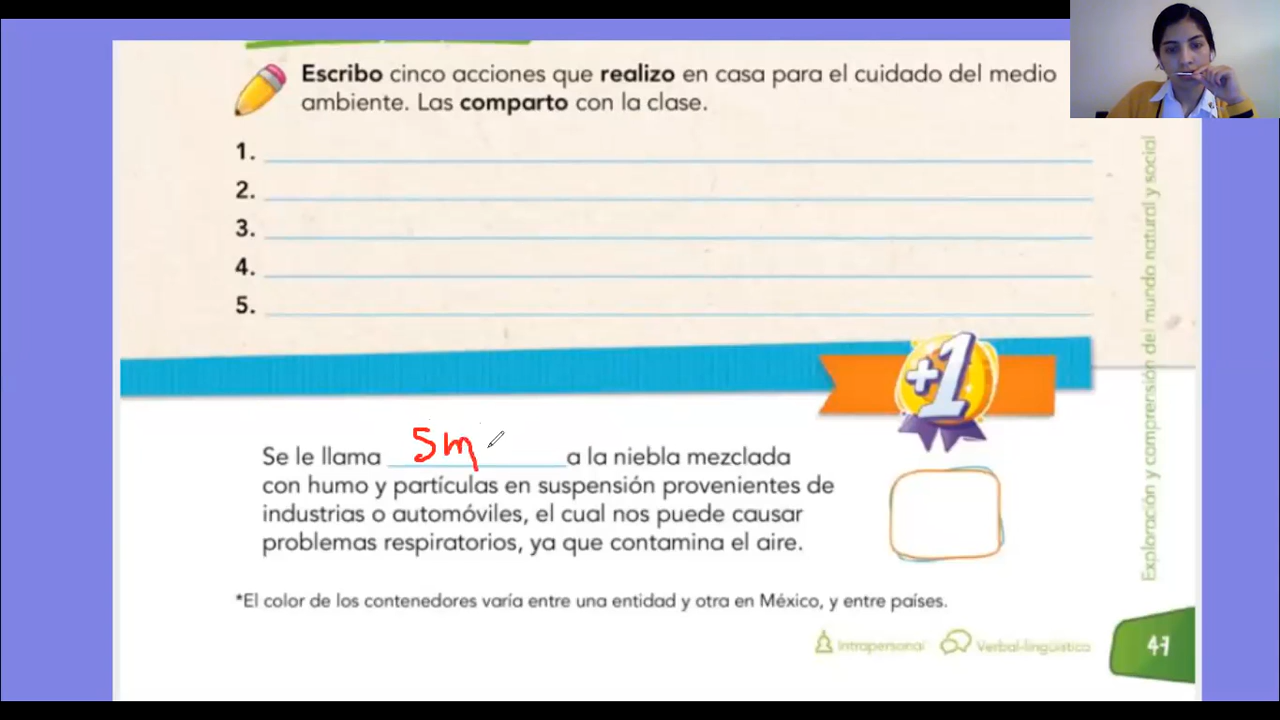 Escribo cinco acciones que realizo en casa para el cuidado del medio
ambiente. Las comparto con la clase.
1.
2.
3.
4.
5.
+1
Se le llama Sm a la niebla mezclada
con humo y partículas en suspensión provenientes de
industrias o automóviles, el cual nos puede causar
problemas respiratorios, ya que contamina el aire.
*El color de los contenedores varía entre una entidad y otra en México, y entre países.
Intrapersonal Verbal-lingüística
41
Exploración y comprensión del mundo natural y social